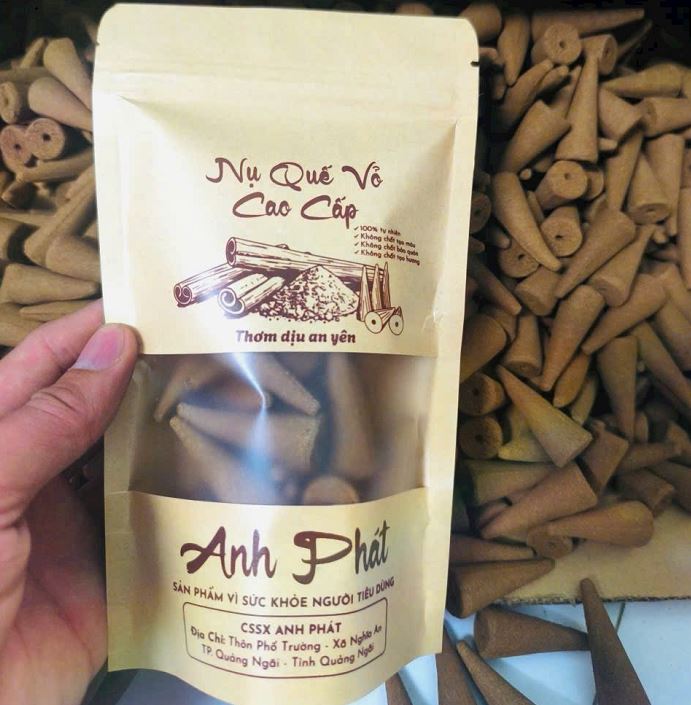 Nụ Quế Vỏ
Cao Cấp
✓ 100% tự nhiên
✓ Không chất tạo màu
✓ Không chất bảo quản
✓ Không chất tạo hương
Thơm dịu an yên
Anh Phát
SẢN PHẨM VÌ SỨC KHỎE NGƯỜI TIÊU DÙNG
CSSX ANH PHÁT
Địa Chỉ: Thôn Phổ Trường - Xã Nghĩa An
TP. Quảng Ngãi - Tỉnh Quảng Ngãi